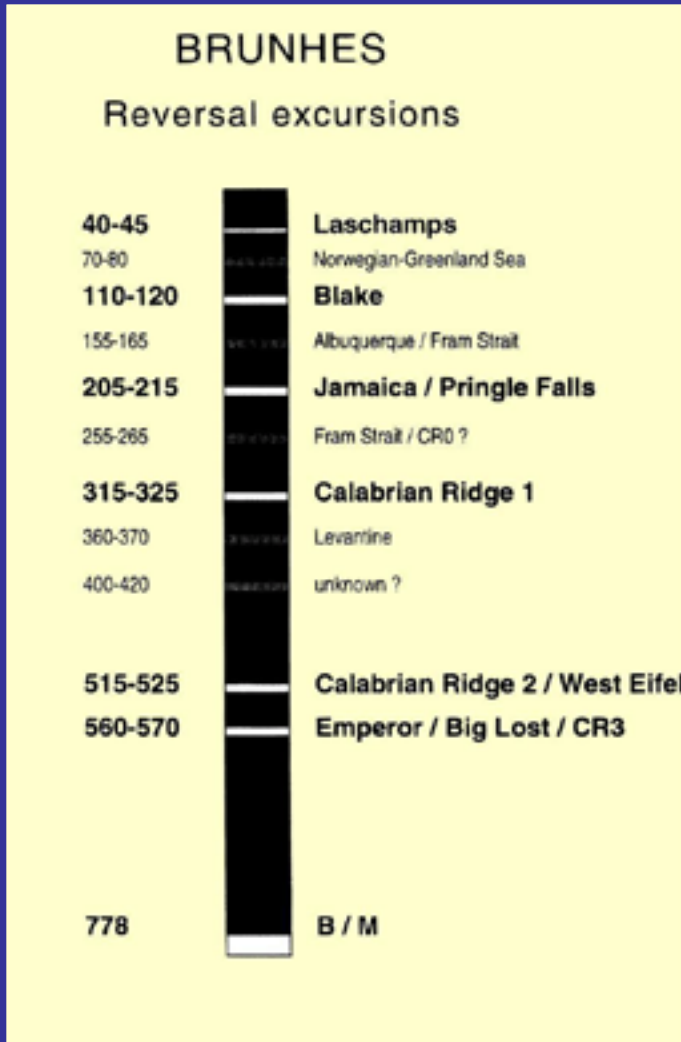 BRUNHES
Reversal excursions
40-45 Laschamps
70-80 Norwegian-Greenland Sea
110-120 Blake
155-165 Albuquerque / Fram Strait
205-215 Jamaica / Pringle Falls
255-265 Fram Strait / CR0 ?
315-325 Calabrian Ridge 1
360-370 Levantine
400-420 unknown ?
515-525 Calabrian Ridge 2 / West Eifel
560-570 Emperor / Big Lost / CR3
778 B / M